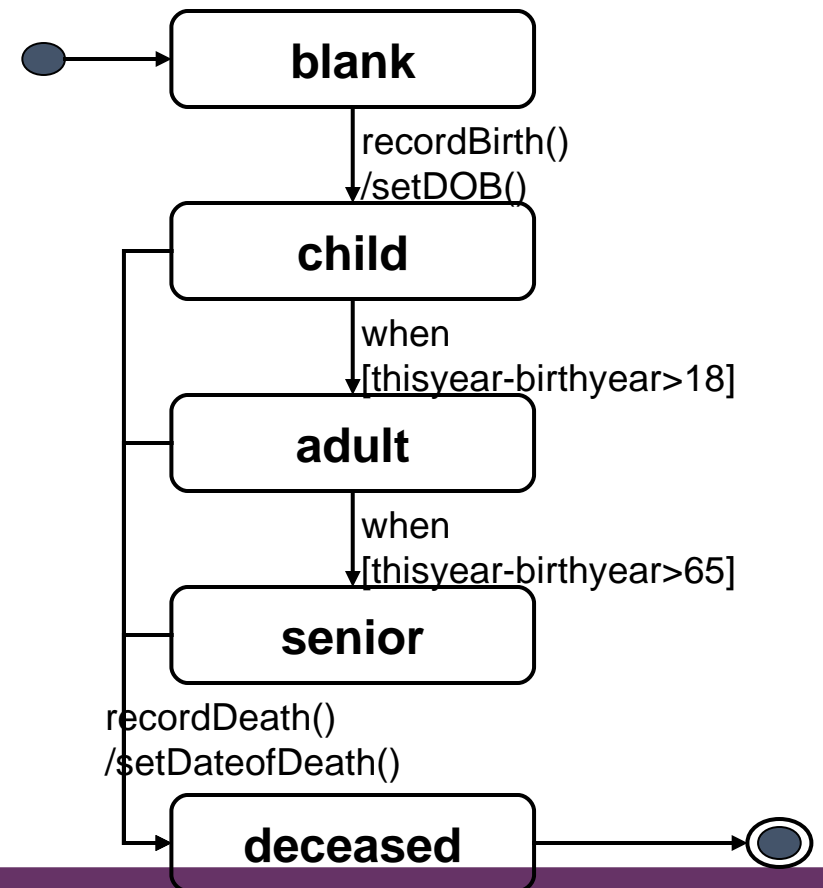 blank
recordBirth()
/setDOB()
child
when
[thisyear-birthyear>18]
adult
when
[thisyear-birthyear>65]
senior
recordDeath()
/setDateofDeath()
deceased